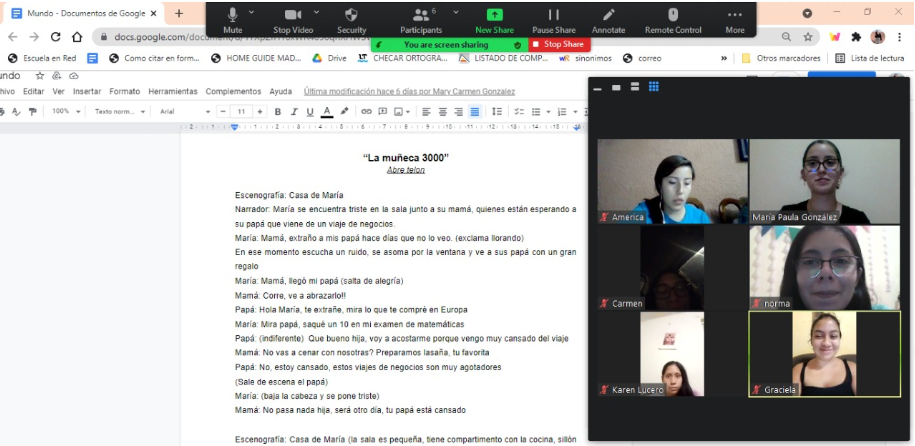 Mundo - Documentos de Google
Mute
Stop Video
Security
6
Participants
New Share
Pause Share
Annotate
Remote Control
More
You are screen sharing
Stop Share
docs.google.com/document/d/
Escuela en Red
Como citar en form...
HOME GUIDE MAD...
Drive
CHECAR ORTOGRA...
LISTADO DE COMP...
sinonimos
correo
Otros marcadores
Lista de lectura
undo
hivo Editar Ver Insertar Formato Herramientas Complementos Ayuda Última modificación hace 6 días por Mary Carmen Gonzalez
100% Texto norm... Arial 11 B I U A
“La muñeca 3000”
Abre telon
Escenografía: Casa de María
Narrador: María se encuentra triste en la sala junto a su mamá, quienes están esperando a
su papá que viene de un viaje de negocios.
María: Mamá, extraño a mis papá hace días que no lo veo. (exclama llorando)
En ese momento escucha un ruido, se asoma por la ventana y ve a sus papá con un gran
regalo
María: Mamá, llegó mi papá (salta de alegría)
Mamá: Corre, ve a abrazarlo!!
Papá: Hola María, te extrañe, mira lo que te compré en Europa
María: Mira papá, saqué un 10 en mi examen de matemáticas
Papá: (indiferente) Que bueno hija, voy a acostarme porque vengo muy cansado del viaje
Mamá: No vas a cenar con nosotras? Preparamos lasaña, tu favorita
Papá: No, estoy cansado, estos viajes de negocios son muy agotadores
(Sale de escena el papá)
María: (baja la cabeza y se pone triste)
Mamá: No pasa nada hija, será otro día, tu papá está cansado
Escenografía: Casa de María (la sala es pequeña, tiene compartimento con la cocina, sillón
America
María Paula González
Carmen
norma
Karen Lucero
Graciela